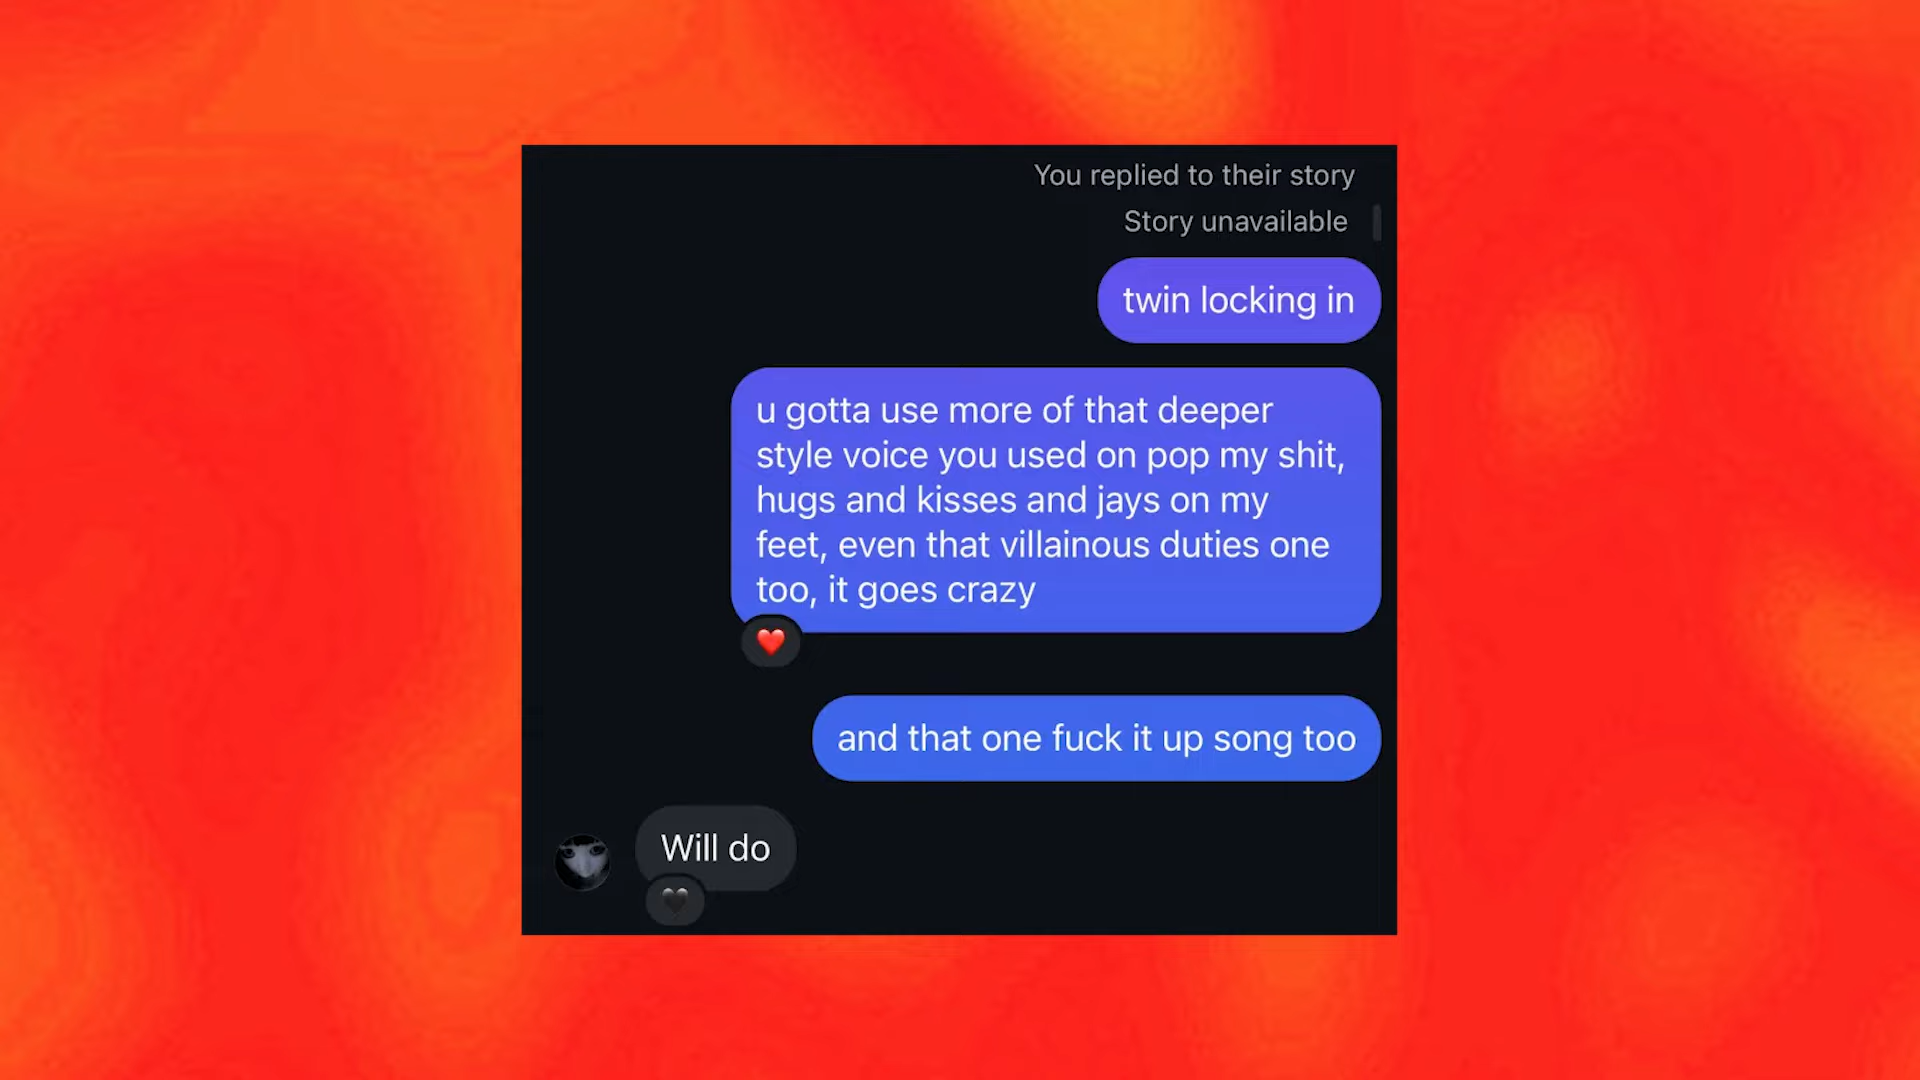 You replied to their story
Story unavailable
twin locking in
u gotta use more of that deeper
style voice you used on pop my shit,
hugs and kisses and jays on my
feet, even that villainous duties one
too, it goes crazy
and that one fuck it up song too
Will do